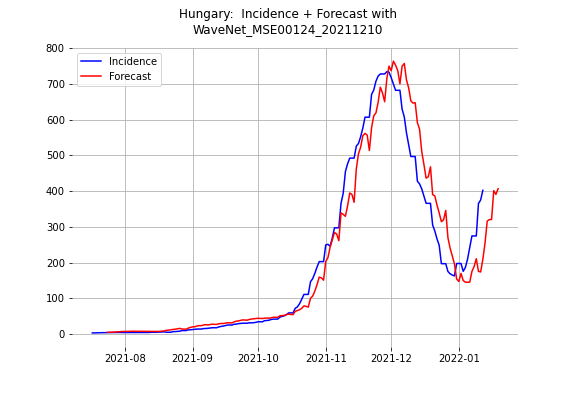 Hungary:  Incidence + Forecast with
WaveNet_MSE00124_20211210
Incidence
Forecast
800
700
600
500
400
300
200
100
0
2021-08 2021-09 2021-10 2021-11 2021-12 2022-01